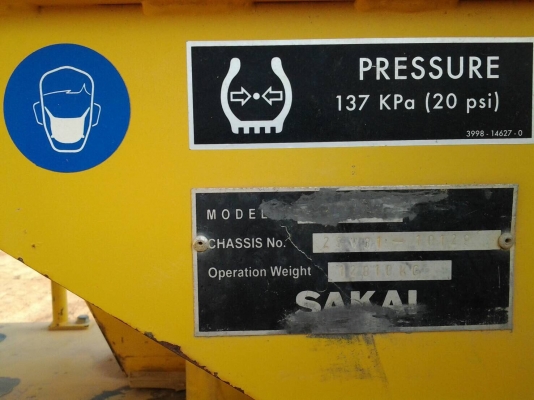 PRESSURE
137 KPa (20 psi)
3998 - 14627 - 0
MODEL
CHASSIS No.
Operation Weight
SAKAI